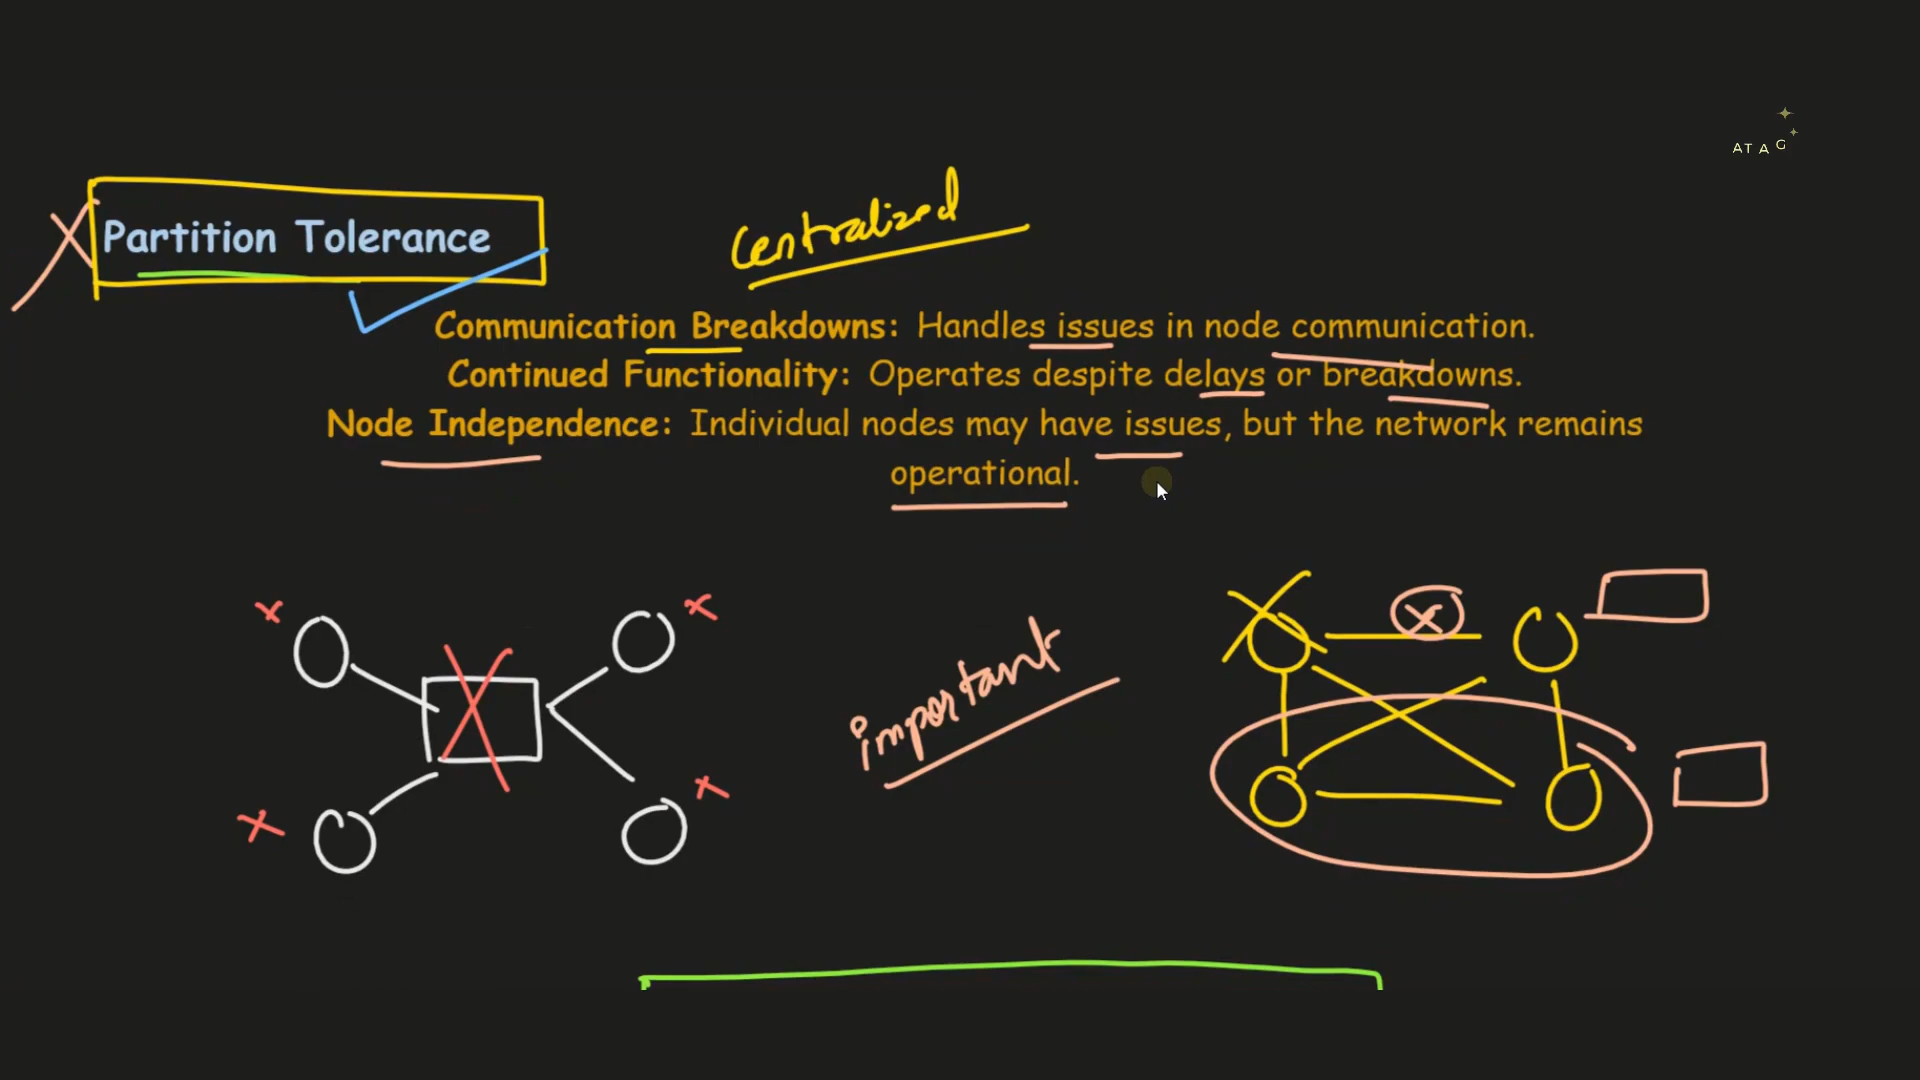 ATAG
Partition Tolerance
Centralized
Communication Breakdowns: Handles issues in node communication.
Continued Functionality: Operates despite delays or breakdowns.
Node Independence: Individual nodes may have issues, but the network remains
operational.
important